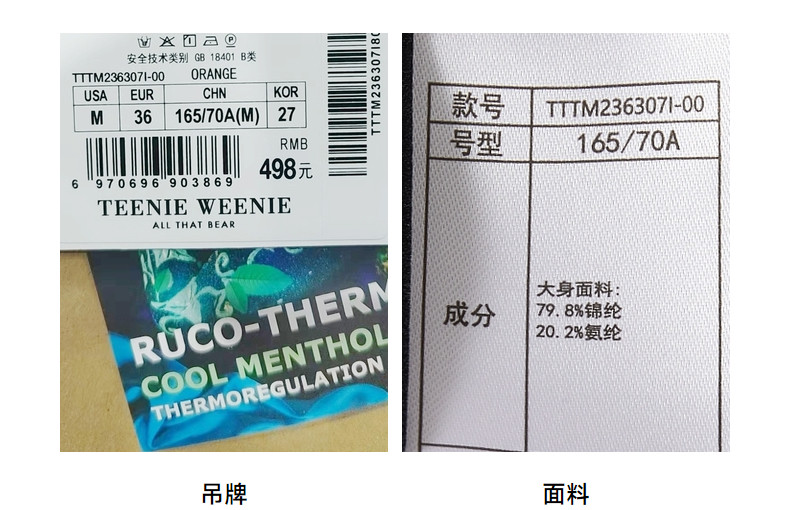 安全技术类别 GB 18401 B类
TTTM236307I-00 ORANGE
USA EUR CHN KOR
M 36 165/70A(M) 27
RMB
498元
6 970696 903869
TEENIE WEENIE
ALL THAT BEAR
TTTM236307I80
RUCO-THERM
COOL MENTHOL
THERMOREGULATION
款号 TTTM236307I-00
号型 165/70A
成分
大身面料:
79.8%锦纶
20.2%氨纶
吊牌
面料